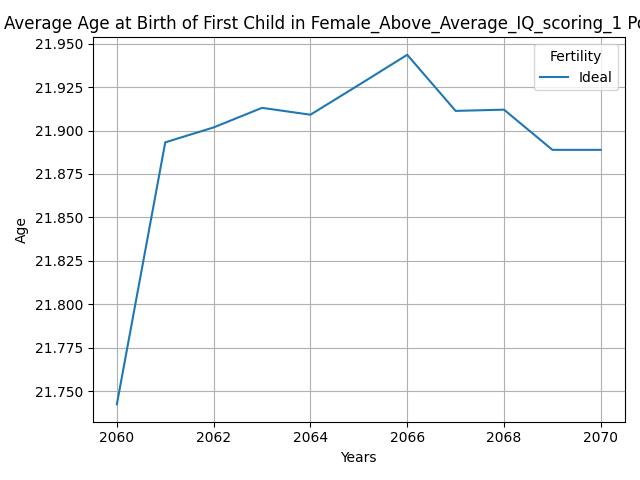 Average Age at Birth of First Child in Female_Above_Average_IQ_scoring_1
Fertility
Ideal
21.950
21.925
21.900
21.875
21.850
21.825
21.800
21.775
21.750
Age
2060 2062 2064 2066 2068 2070
Years